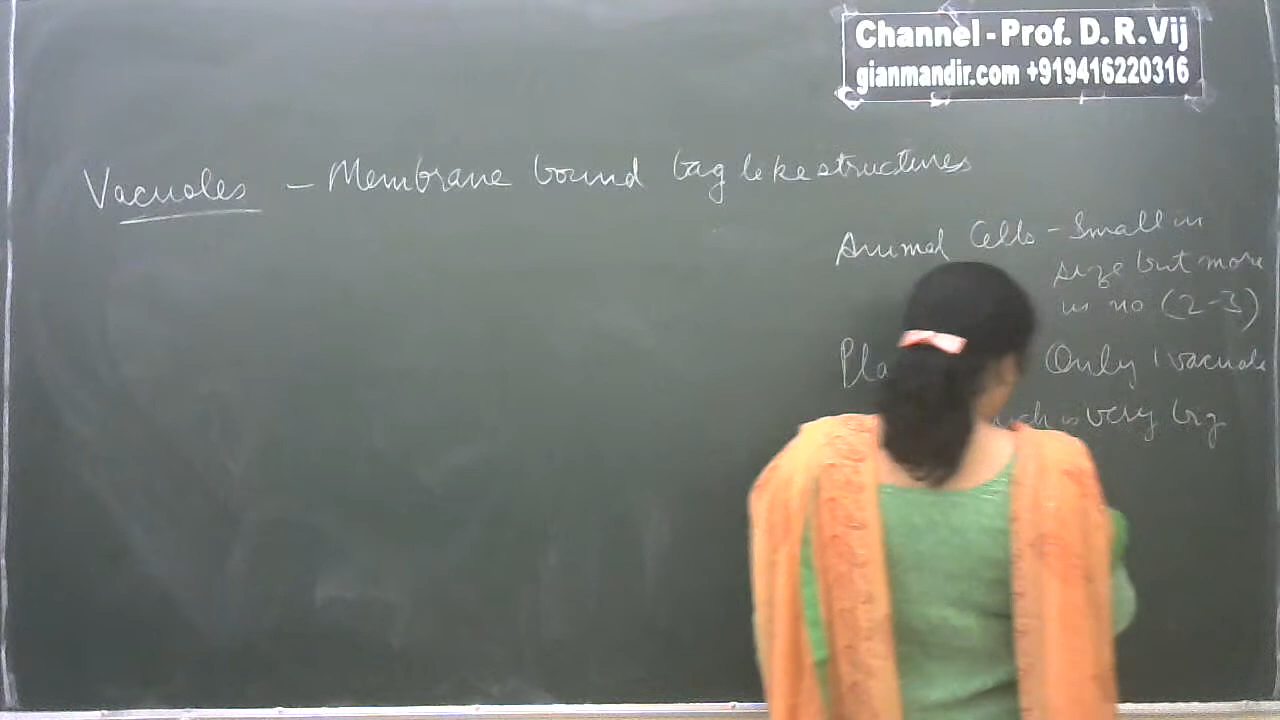 Channel - Prof. D. R. Vij
gianmandir.com +919416220316
Vacuoles - Membrane bound bag like structures
Animal Cells - Small in
size but more
in no (2-3)
Only 1 vacuole
is very big